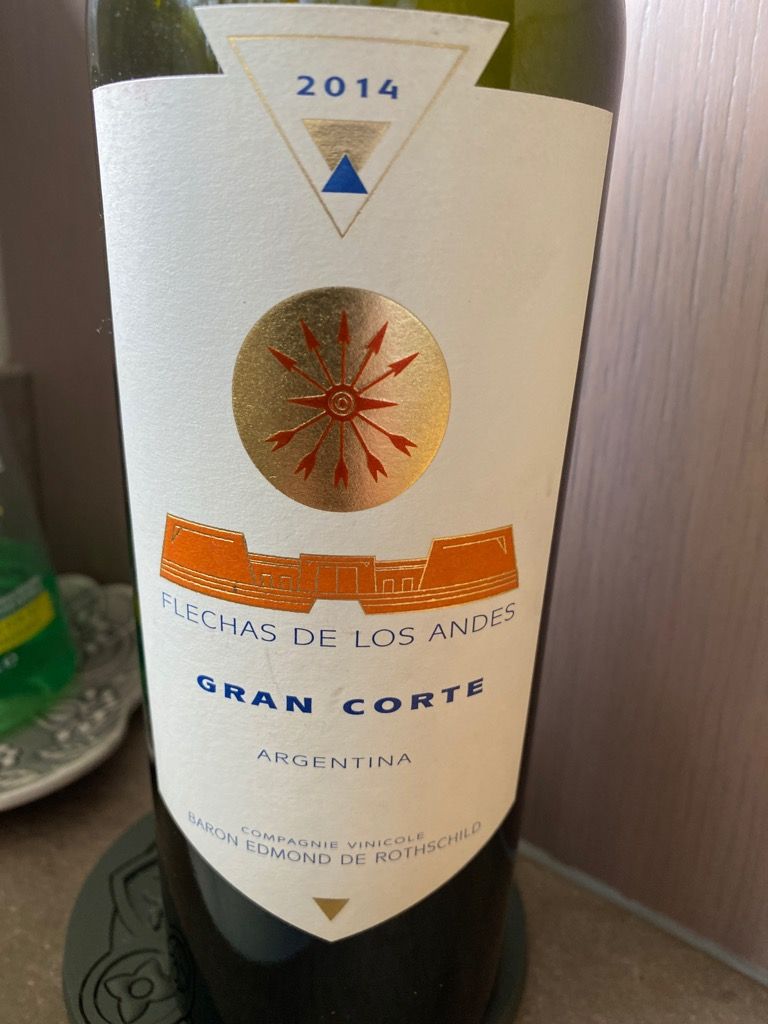 2014
FLECHAS DE LOS ANDES
GRAN CORTE
ARGENTINA
COMPAGNIE VINICOLE
BARON EDMOND DE ROTHSCHILD